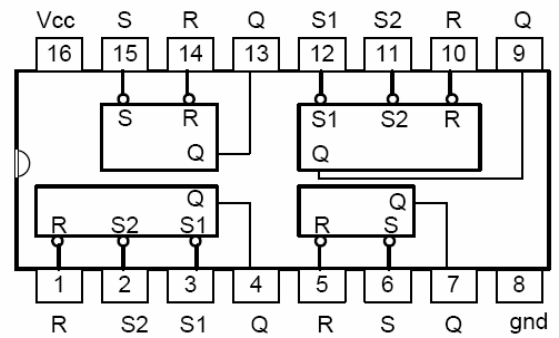 Vcc S R Q S1 S2 R Q
16 15 14 13 12 11 10 9
S R S1 S2 R
Q Q
Q Q
R S2 S1 R S
1 2 3 4 5 6 7 8
R S2 S1 Q R S Q gnd